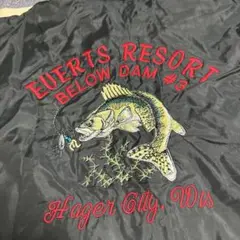 EVERTS RESORT
BELOW DAM #3
Hager City, Wis